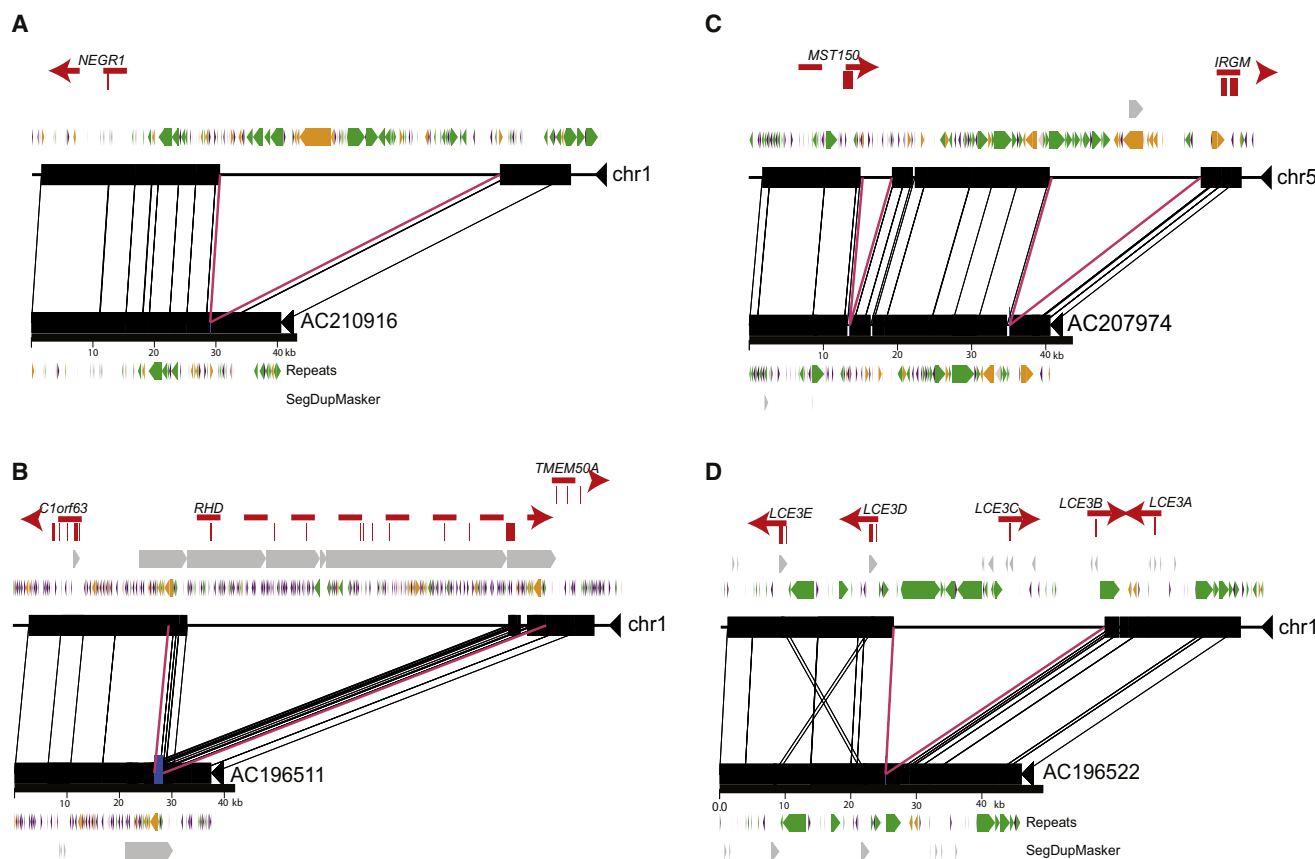 A
NEGR1
chr1
AC210916
10 20 30 40 kb
Repeats
SegDupMasker
B
C1orf63 RHD TMEM50A
chr1
AC196511
10 20 30 kb
C
MST150 IRGM
chr5
AC207974
10 20 30 40 kb
D
LCE3E LCE3D LCE3C LCE3B LCE3A
chr1
AC196522
0.0 10 20 30 40 kb
Repeats
SegDupMasker